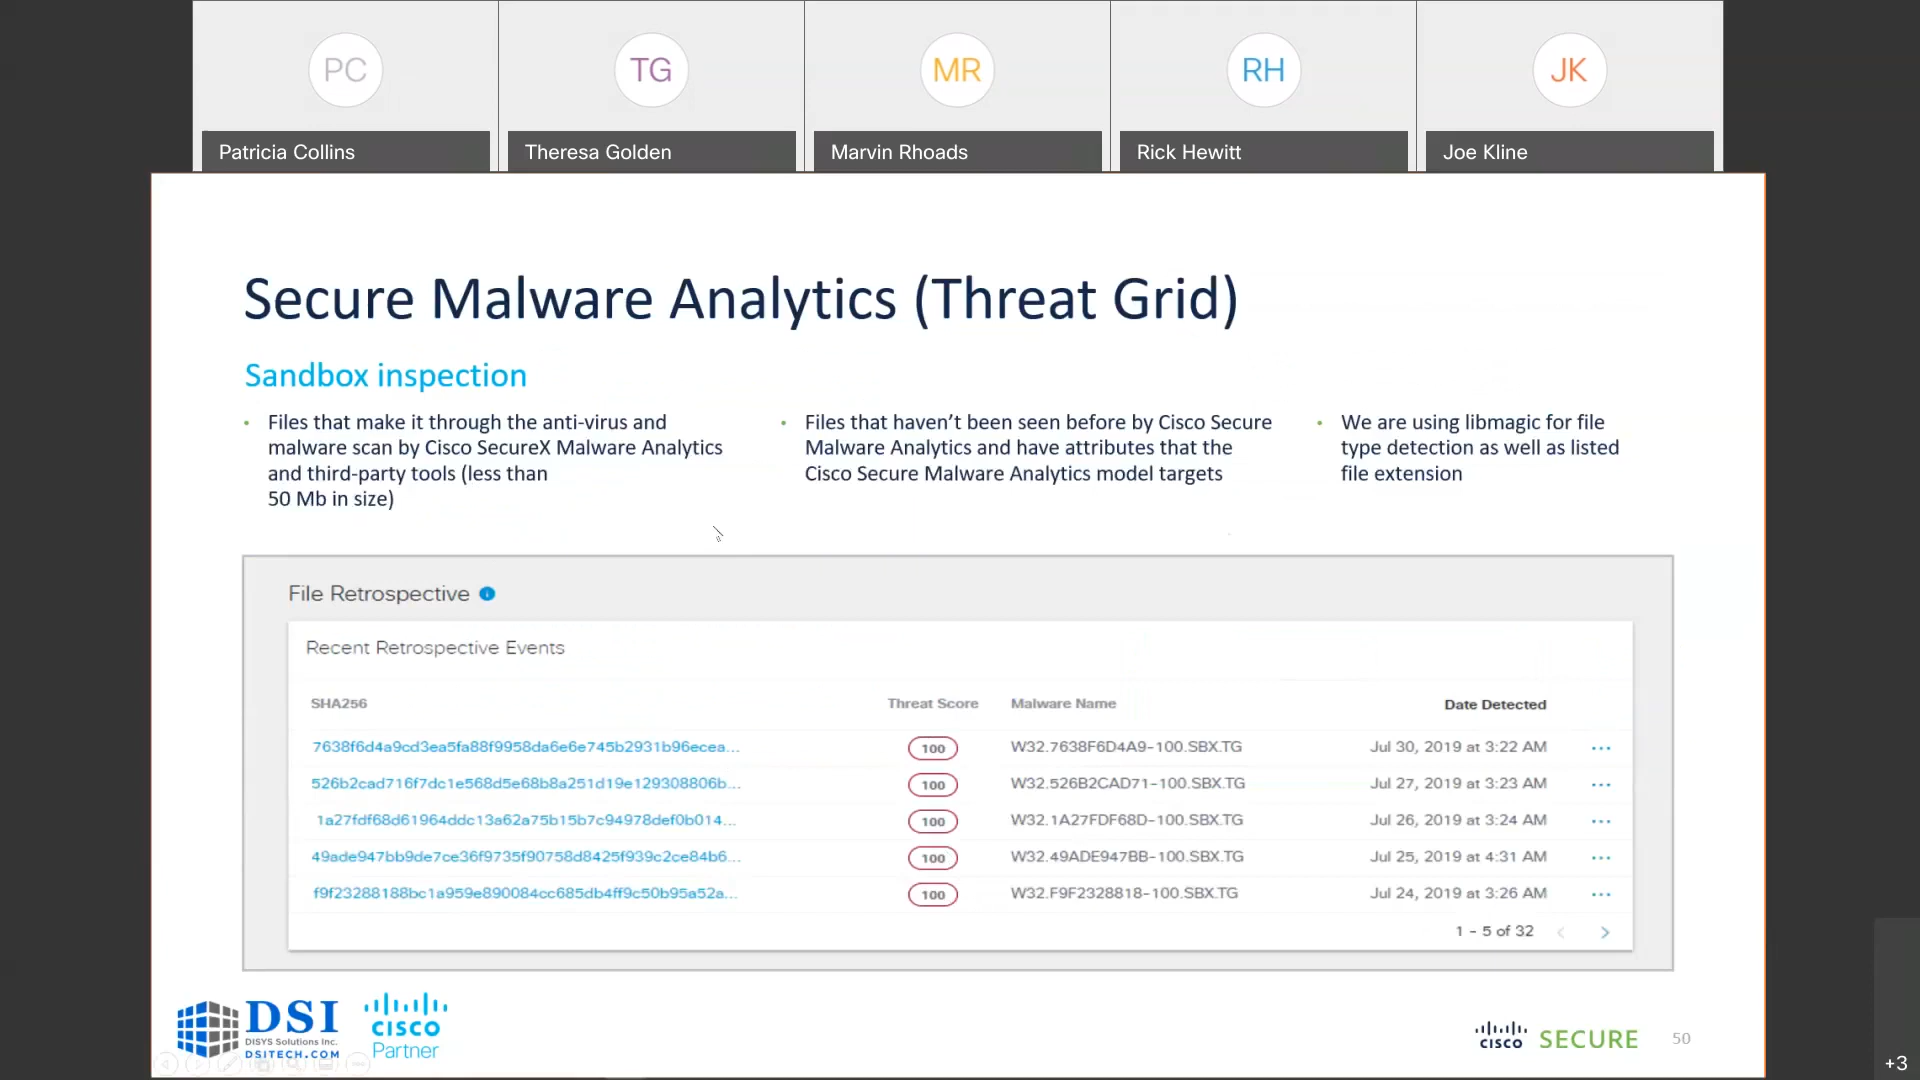 PC
TG
MR
RH
JK
Patricia Collins
Theresa Golden
Marvin Rhoads
Rick Hewitt
Joe Kline
Secure Malware Analytics (Threat Grid)
Sandbox inspection
• Files that make it through the anti-virus and
malware scan by Cisco SecureX Malware Analytics
and third-party tools (less than
50 Mb in size)
• Files that haven’t been seen before by Cisco Secure
Malware Analytics and have attributes that the
Cisco Secure Malware Analytics model targets
• We are using libmagic for file
type detection as well as listed
file extension
File Retrospective
Recent Retrospective Events
SHA256 Threat Score Malware Name Date Detected
7638f6d4a9cd3ea5fa88f9958da6e6e745b2931b96ecea... 100 W32.7638F6D4A9-100.SBX.TG Jul 30, 2019 at 3:22 AM
526b2cad716f7dc1e568d5e68b8a251d19e129308806b... 100 W32.526B2CAD71-100.SBX.TG Jul 27, 2019 at 3:23 AM
1a27fdf68d61964ddc13a62a75b15b7c94978def0b014... 100 W32.1A27FDF68D-100.SBX.TG Jul 26, 2019 at 3:24 AM
49ade947bb9de7ce36f9735f90758d8425f939c2ce84b6... 100 W32.49ADE947BB-100.SBX.TG Jul 25, 2019 at 4:31 AM
f9f23288188bc1a959e890084cc685db4ff9c50b95a52a... 100 W32.F9F2328818-100.SBX.TG Jul 24, 2019 at 3:26 AM
1 - 5 of 32
DSI
DISYS Solutions Inc.
DSITECH.COM
CISCO
Partner
CISCO SECURE
50
+3